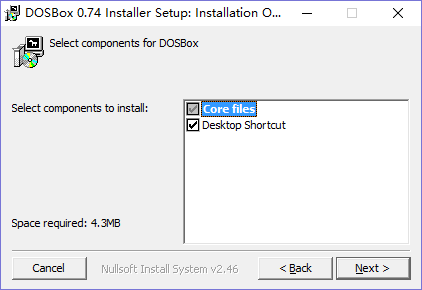 DOSBox 0.74 Installer Setup: Installation O...
Select components for DOSBox
Select components to install:
Core files
Desktop Shortcut
Space required: 4.3MB
Cancel
Nullsoft Install System v2.46
< Back
Next >